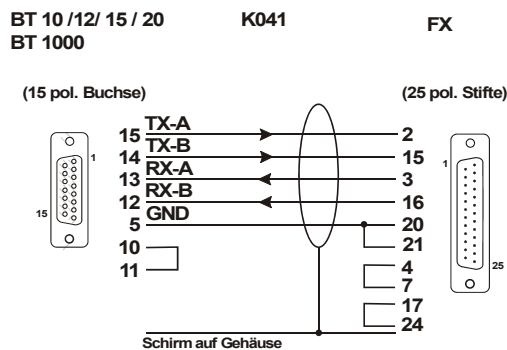 BT 10 /12/ 15 / 20 K041 FX
BT 1000
(15 pol. Buchse) (25 pol. Stifte)
TX-A
15 2
TX-B
14 15
RX-A
13 3
RX-B
12 16
GND
5 20
21
10
11
4
7
17
24
1
15
1
25
Schirm auf Gehäuse